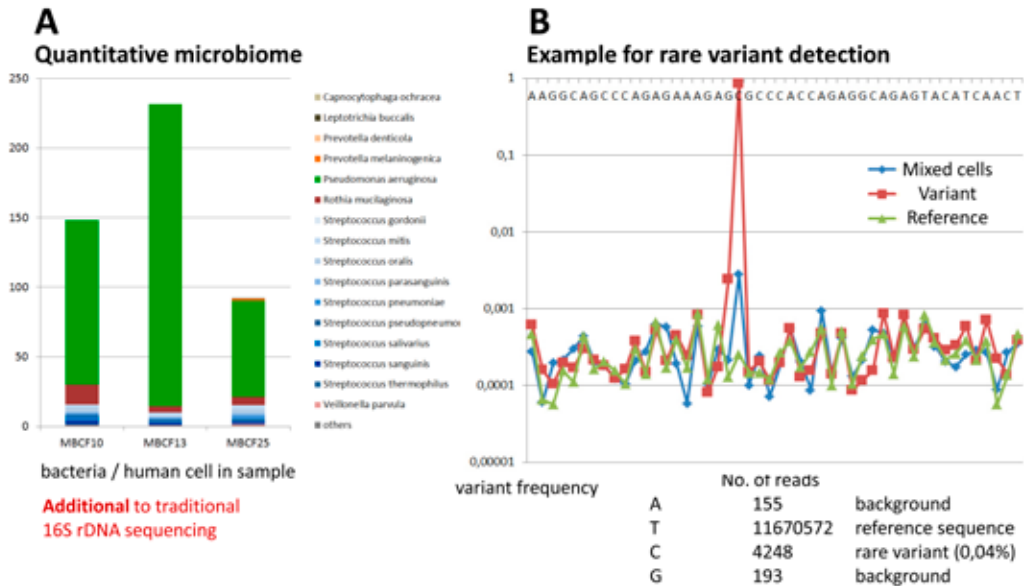 A
Quantitative microbiome
250
200
150
100
50
0
MBCF10
MBCF13
MBCF25
bacteria / human cell in sample
Additional to traditional
16S rDNA sequencing
Capnocytophaga ochracea
Leptotrichia buccalis
Prevotella denticola
Prevotella melaninogenica
Pseudomonas aeruginosa
Rothia mucilaginosa
Streptococcus gordonii
Streptococcus mitis
Streptococcus oralis
Streptococcus parasanguinis
Streptococcus pneumoniae
Streptococcus pseudopneumo
Streptococcus salivarius
Streptococcus sanguinis
Streptococcus thermophilus
Veillonella parvula
others
B
Example for rare variant detection
1
0,1
0,01
0,001
0,0001
0,00001
A A G G C A G C C C A G A G A A A G A G C G C C C A C C A G A G G C A G A G T A C A T C A A C T
Mixed cells
Variant
Reference
variant frequency
No. of reads
A 155 background
T 11670572 reference sequence
C 4248 rare variant (0,04%)
G 193 background